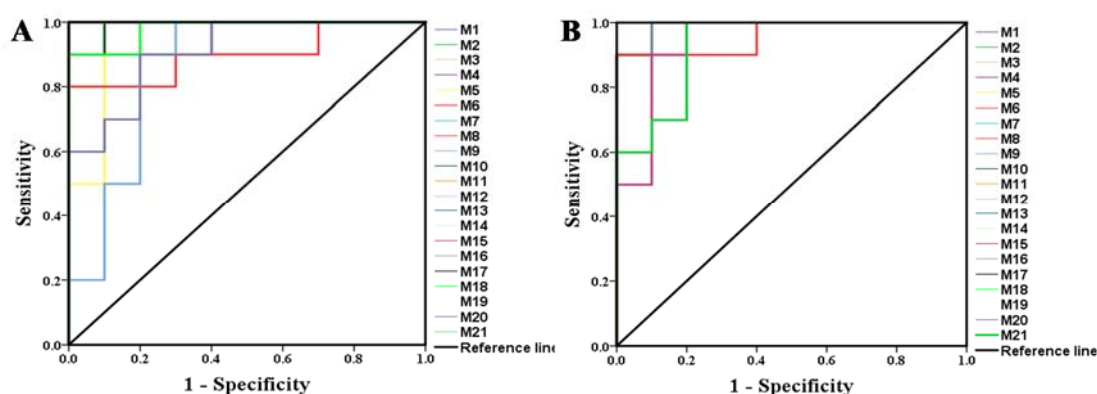 A
Sensitivity
1.0
0.8
0.6
0.4
0.2
0.0
0.0 0.2 0.4 0.6 0.8 1.0
1 - Specificity
M1
M2
M3
M4
M5
M6
M7
M8
M9
M10
M11
M12
M13
M14
M15
M16
M17
M18
M19
M20
M21
Reference line
B
Sensitivity
1.0
0.8
0.6
0.4
0.2
0.0
0.0 0.2 0.4 0.6 0.8 1.0
1 - Specificity
M1
M2
M3
M4
M5
M6
M7
M8
M9
M10
M11
M12
M13
M14
M15
M16
M17
M18
M19
M20
M21
Reference line